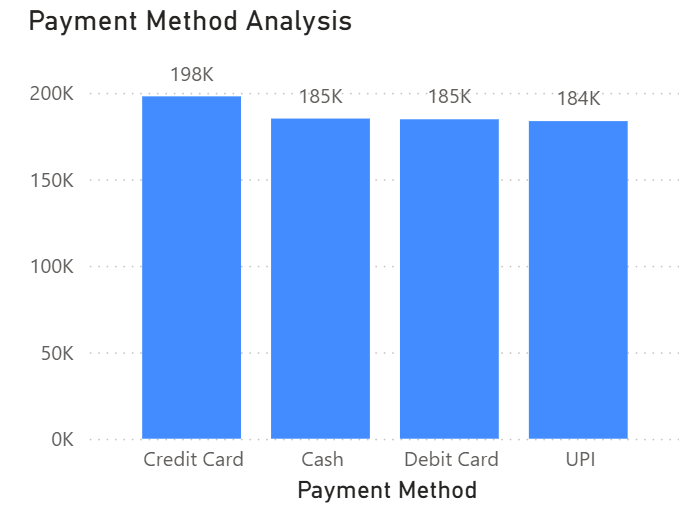 Payment Method Analysis
198K
200K
185K
185K
184K
150K
100K
50K
0K
Credit Card
Cash
Debit Card
UPI
Payment Method